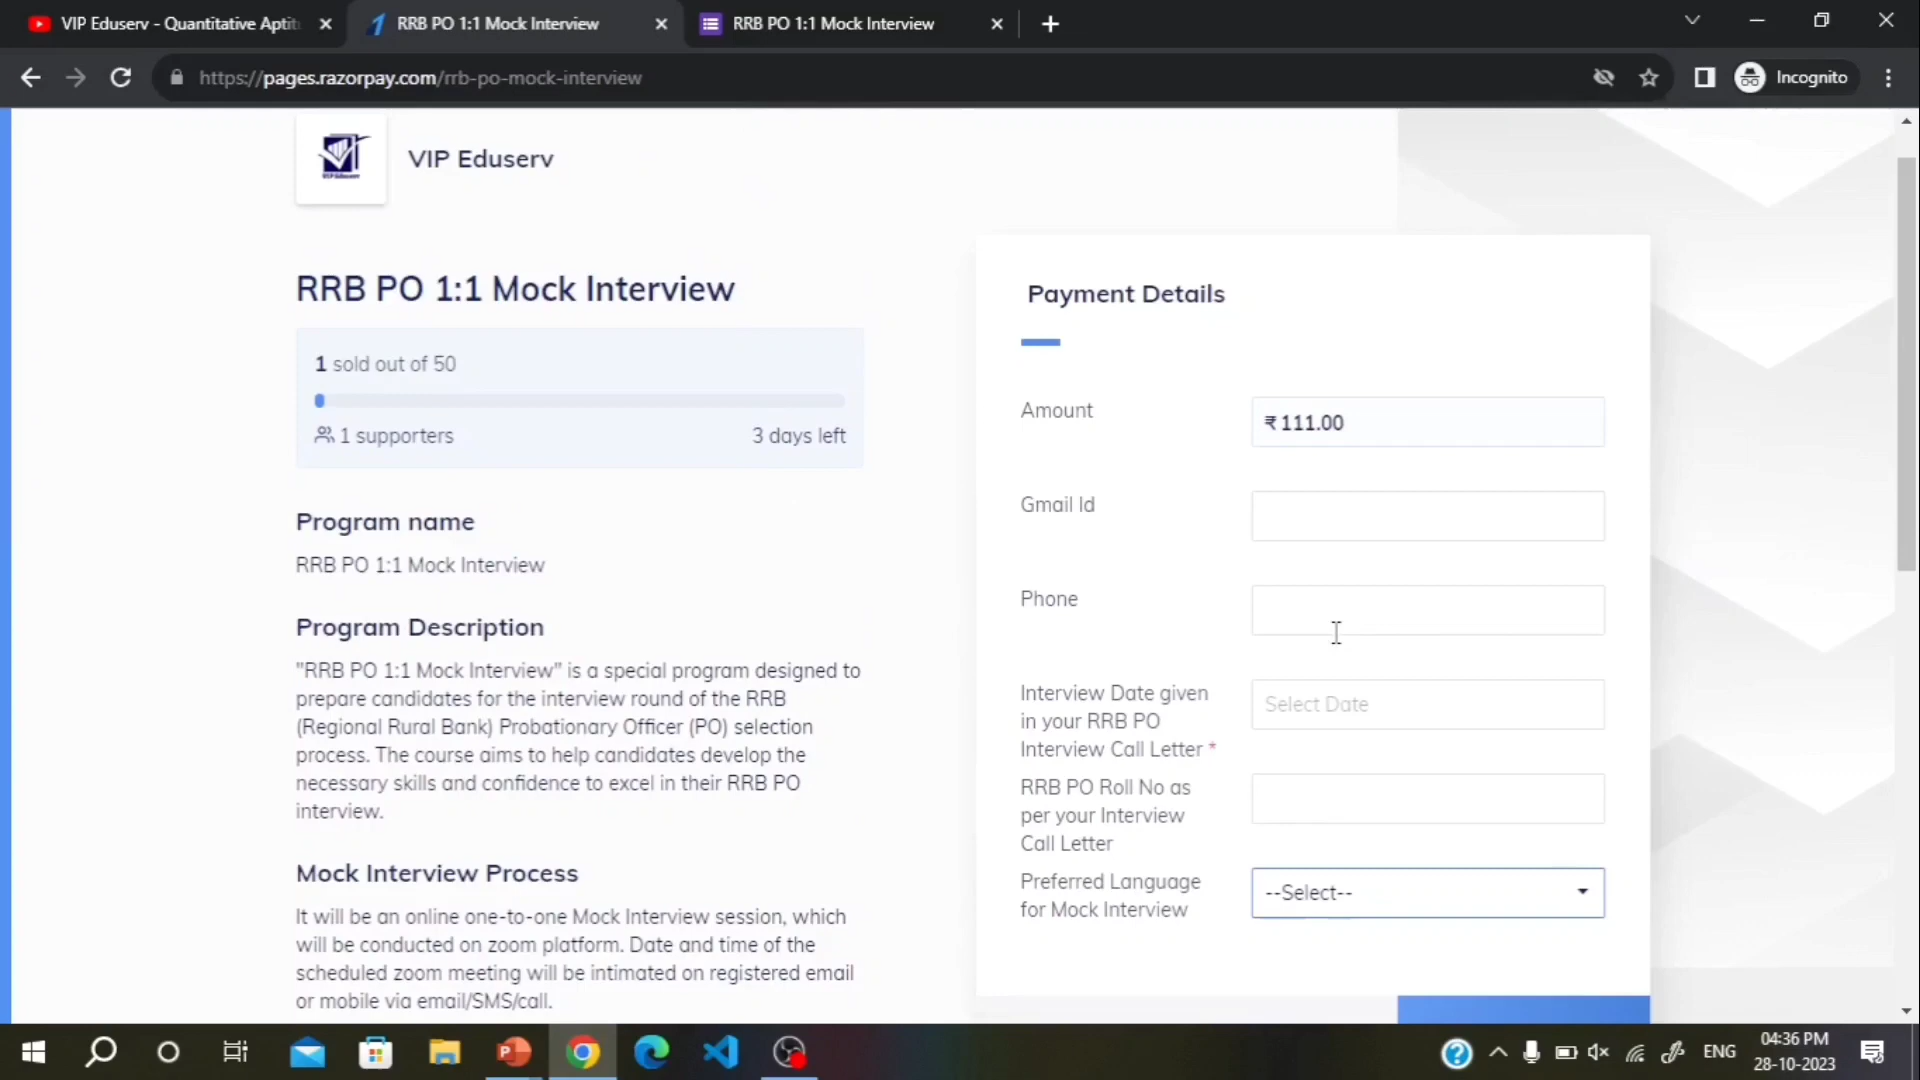 VIP Eduserv - Quantitative Aptit
RRB PO 1:1 Mock Interview
RRB PO 1:1 Mock Interview
https://pages.razorpay.com/rrb-po-mock-interview
Incognito
VIP Eduserv
RRB PO 1:1 Mock Interview
1 sold out of 50
1 supporters
3 days left
Program name
RRB PO 1:1 Mock Interview
Program Description
"RRB PO 1:1 Mock Interview" is a special program designed to
prepare candidates for the interview round of the RRB
(Regional Rural Bank) Probationary Officer (PO) selection
process. The course aims to help candidates develop the
necessary skills and confidence to excel in their RRB PO
interview.
Mock Interview Process
It will be an online one-to-one Mock Interview session, which
will be conducted on zoom platform. Date and time of the
scheduled zoom meeting will be intimated on registered email
or mobile via email/SMS/call.
Payment Details
Amount
₹ 111.00
Gmail Id
Phone
Interview Date given
in your RRB PO
Interview Call Letter *
Select Date
RRB PO Roll No as
per your Interview
Call Letter
Preferred Language
for Mock Interview
--Select--
ENG
04:36 PM
28-10-2023